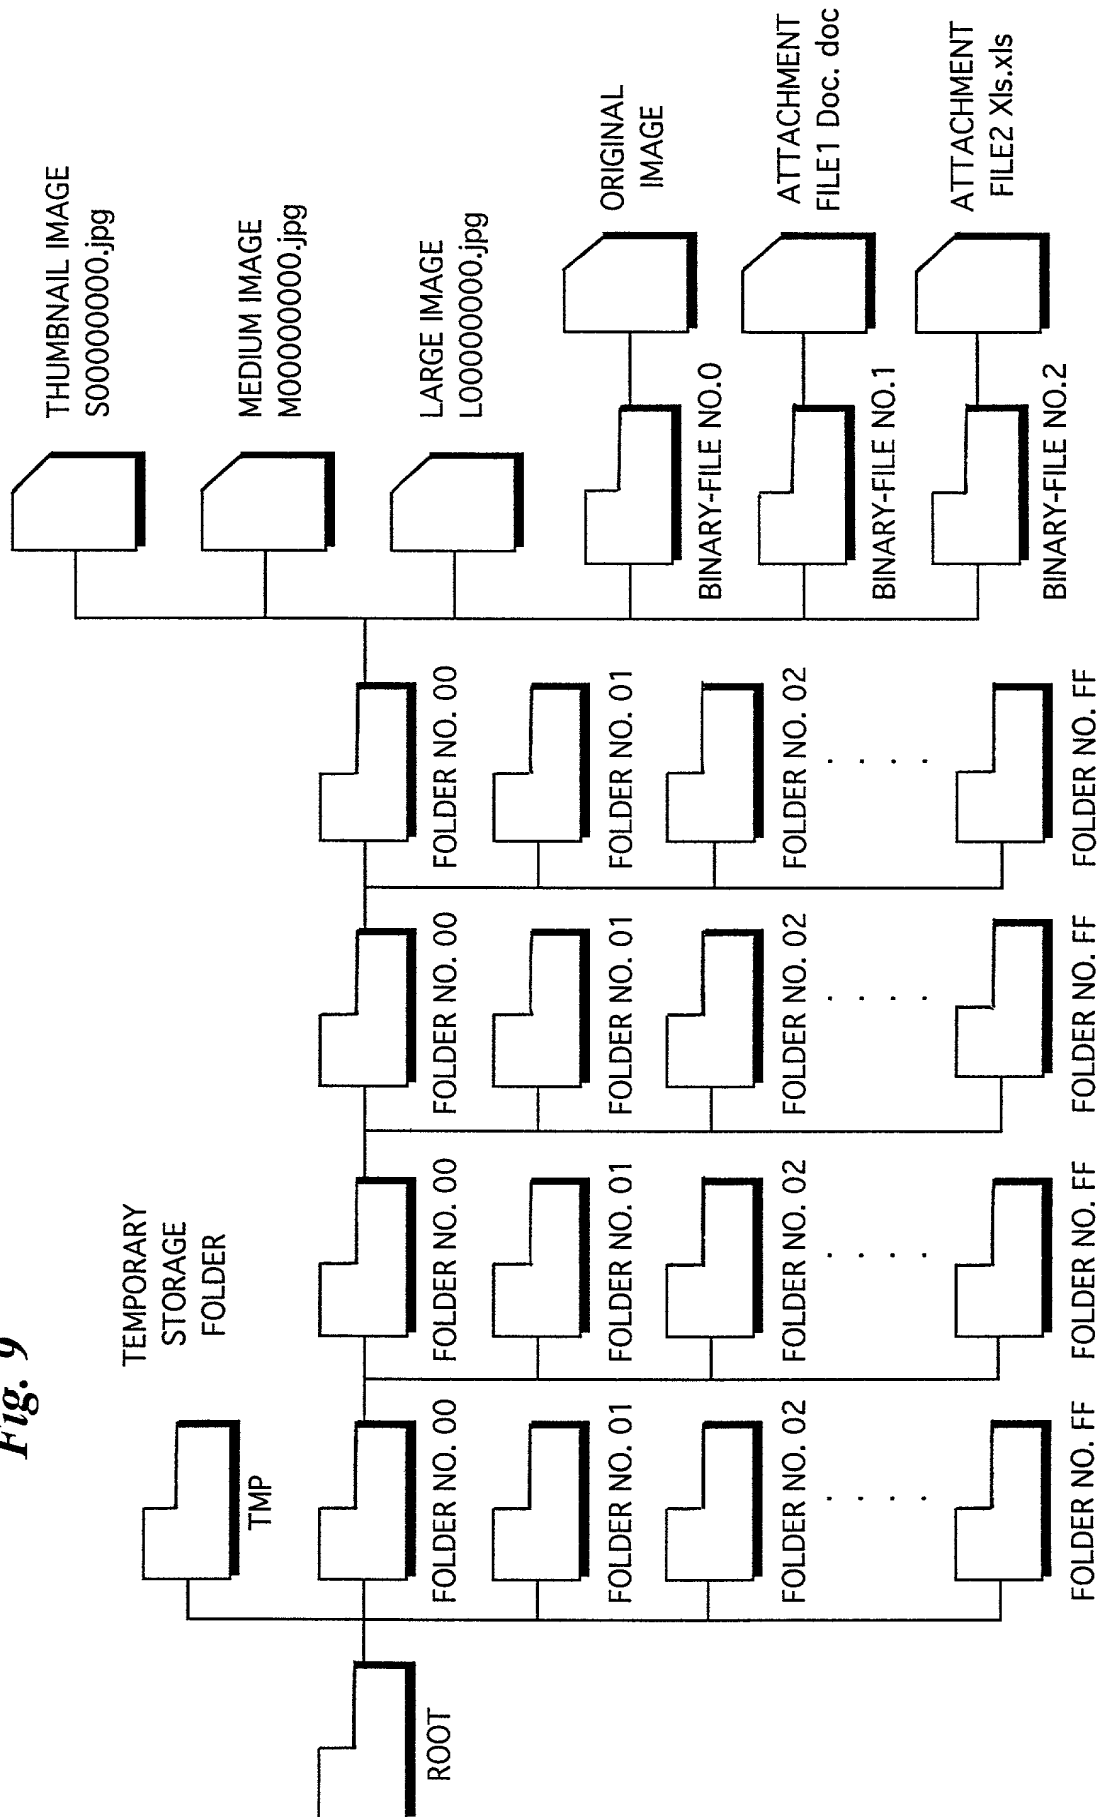 Fig. 9
THUMBNAIL IMAGE
S00000000.jpg
TEMPORARY
STORAGE
FOLDER
TMP
MEDIUM IMAGE
M00000000.jpg
ROOT
FOLDER NO. 00
FOLDER NO. 00
FOLDER NO. 00
FOLDER NO. 00
LARGE IMAGE
L00000000.jpg
FOLDER NO. 01
FOLDER NO. 01
FOLDER NO. 01
FOLDER NO. 01
ORIGINAL
IMAGE
BINARY-FILE NO.0
FOLDER NO. 02
FOLDER NO. 02
FOLDER NO. 02
FOLDER NO. 02
ATTACHMENT
FILE1 Doc. doc
BINARY-FILE NO.1
ATTACHMENT
FILE2 Xls.xls
BINARY-FILE NO.2
FOLDER NO. FF
FOLDER NO. FF
FOLDER NO. FF
FOLDER NO. FF